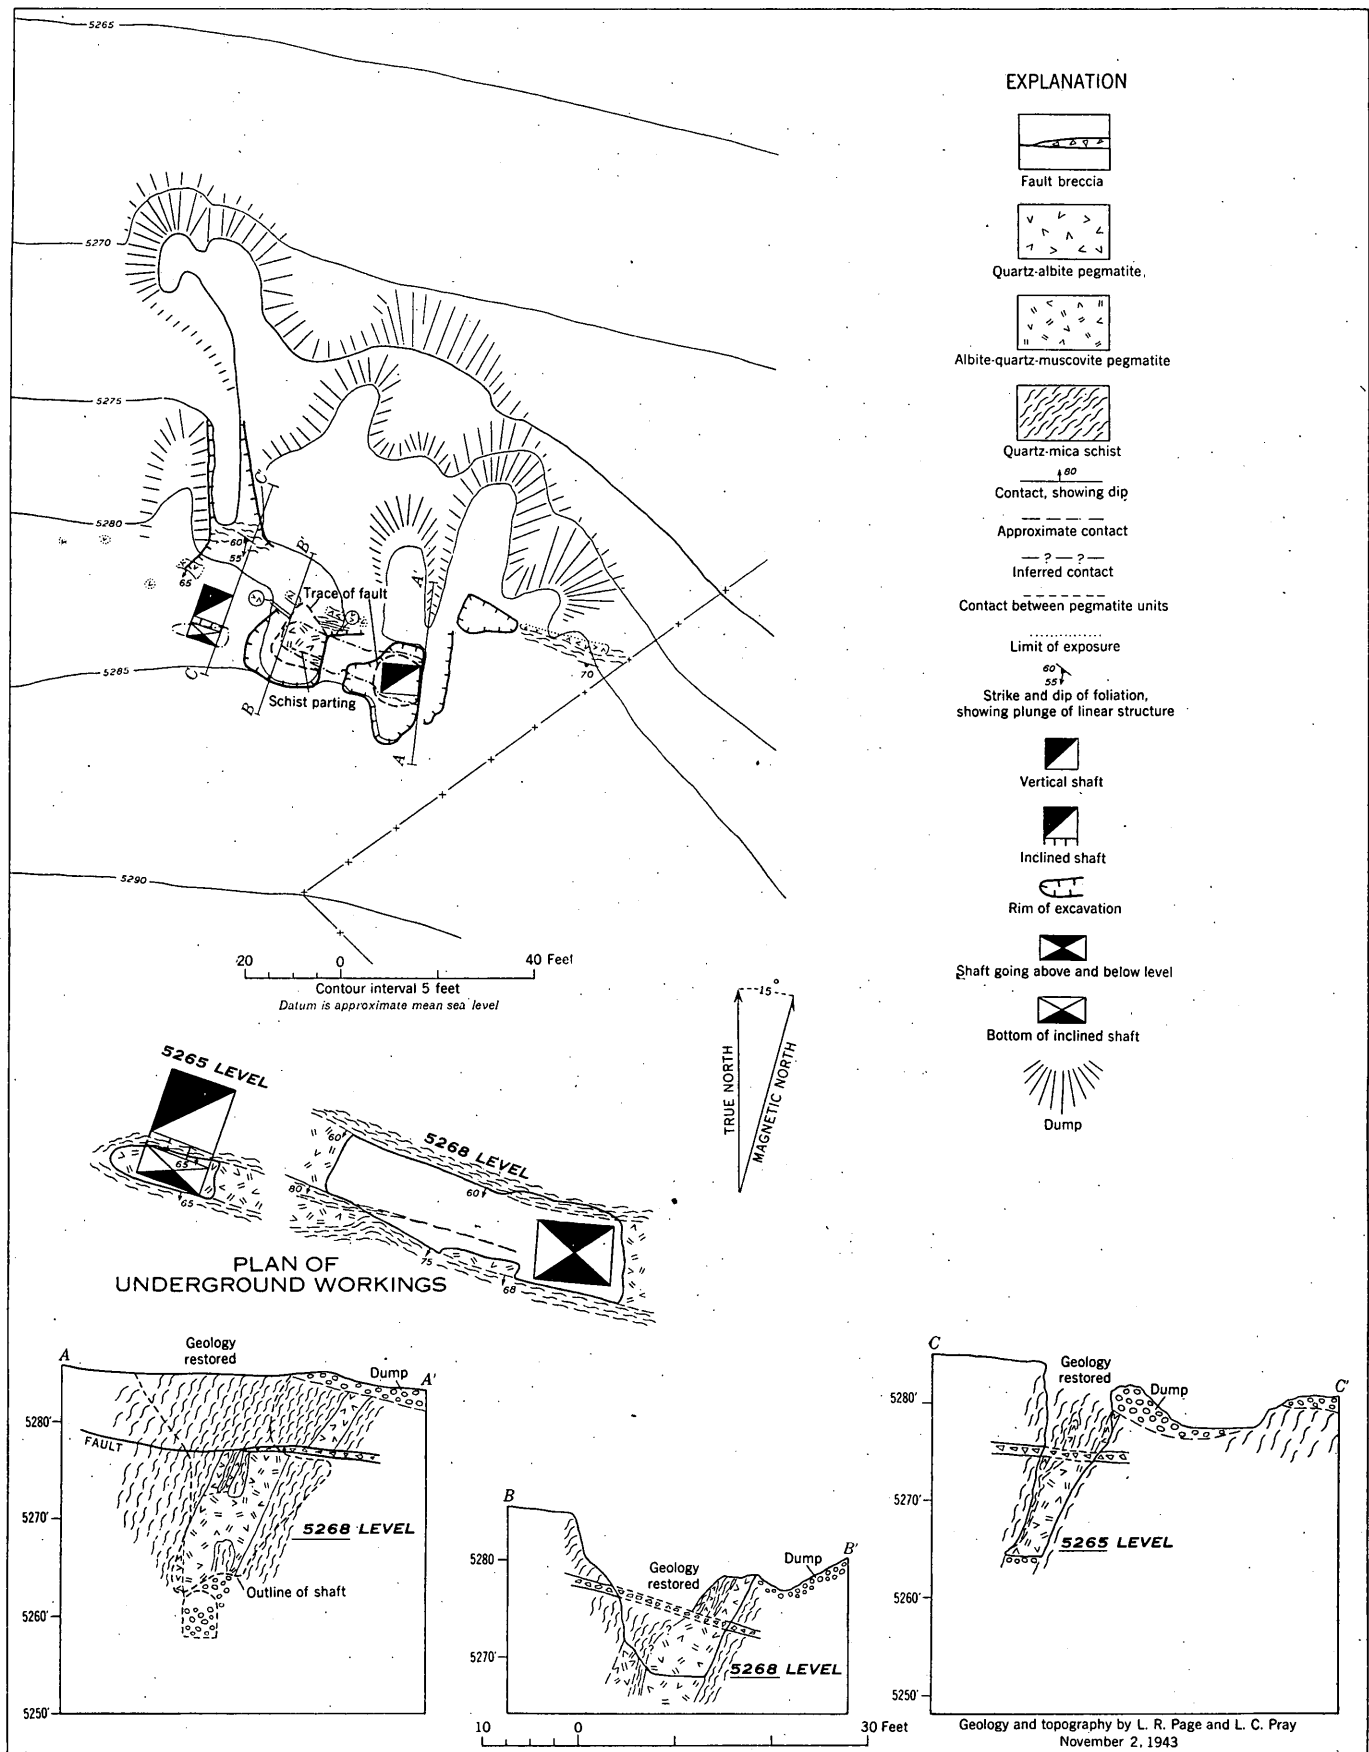 5265
5270
5275
5280
5285
5290
C'
B'
A'
60
55
65
Trace of fault
70
Schist parting
C
B
A
20 0 40 Feet
Contour interval 5 feet
Datum is approximate mean sea level
EXPLANATION
Fault breccia
Quartz-albite pegmatite
Albite-quartz-muscovite pegmatite
Quartz-mica schist
80
Contact, showing dip
Approximate contact
— ? — ? —
Inferred contact
Contact between pegmatite units
Limit of exposure
60
55
Strike and dip of foliation,
showing plunge of linear structure
Vertical shaft
Inclined shaft
Rim of excavation
Shaft going above and below level
Bottom of inclined shaft
Dump
15°
TRUE NORTH
MAGNETIC NORTH
5265 LEVEL
65
65
5268 LEVEL
60
60
80
75
68
PLAN OF
UNDERGROUND WORKINGS
A
Geology
restored
Dump
A'
5280'
FAULT
5270'
5268 LEVEL
Outline of shaft
5260'
5250'
B
B'
5280
Geology
restored
Dump
5270'
5268 LEVEL
C
Geology
restored
Dump
C'
5280'
5270'
5265 LEVEL
5260'
5250'
10 0 30 Feet
Geology and topography by L. R. Page and L. C. Pray
November 2, 1943